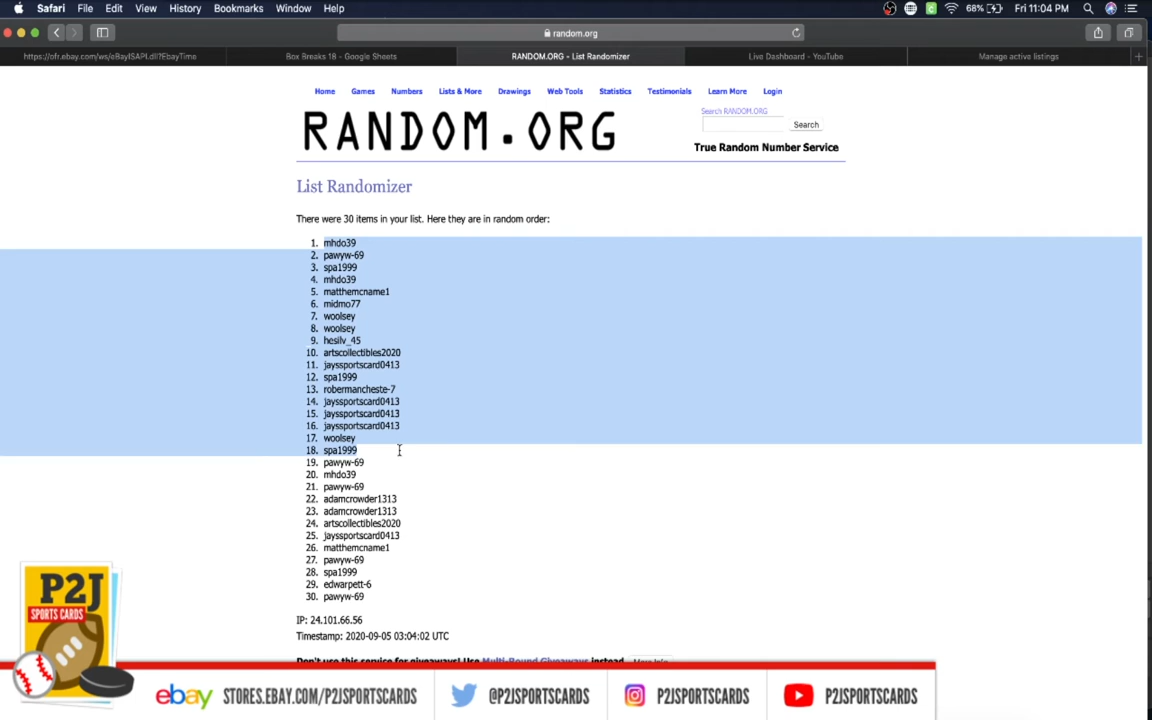 Safari File Edit View History Bookmarks Window Help 68% Fri 11:04 PM
random.org
https://ofr.ebay.com/ws/eBayISAPI.dll?EbayTime Box Breaks 18 - Google Sheets RANDOM.ORG - List Randomizer Live Dashboard - YouTube Manage active listings
Home Games Numbers Lists & More Drawings Web Tools Statistics Testimonials Learn More Login
RANDOM.ORG
Search RANDOM.ORG
Search
True Random Number Service
List Randomizer
There were 30 items in your list. Here they are in random order:
1. mhdo39
2. pawyw-69
3. spa1999
4. mhdo39
5. matthemcname1
6. midmo77
7. woolsey
8. woolsey
9. hesilv_45
10. artscollectibles2020
11. jayssportscard0413
12. spa1999
13. robermancheste-7
14. jayssportscard0413
15. jayssportscard0413
16. jayssportscard0413
17. woolsey
18. spa1999
19. pawyw-69
20. mhdo39
21. pawyw-69
22. adamcrowder1313
23. adamcrowder1313
24. artscollectibles2020
25. jayssportscard0413
26. matthemcname1
27. pawyw-69
28. spa1999
29. edwarpett-6
30. pawyw-69
IP: 24.101.66.56
Timestamp: 2020-09-05 03:04:02 UTC
Don't use this service for giveaways! Use Multi-Round Giveaways instead More Info
P2J
SPORTS CARDS
ebay STORES.EBAY.COM/P2JSPORTSCARDS @P2JSPORTSCARDS P2JSPORTSCARDS P2JSPORTSCARDS